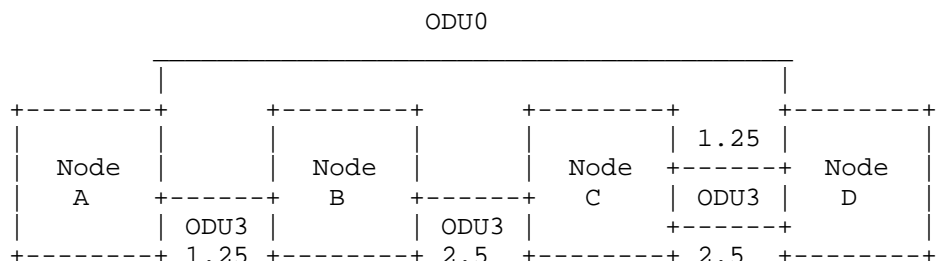 ODU0
1.25
Node Node Node Node
A B C ODU3 D
ODU3 ODU3
1.25 2.5 2.5